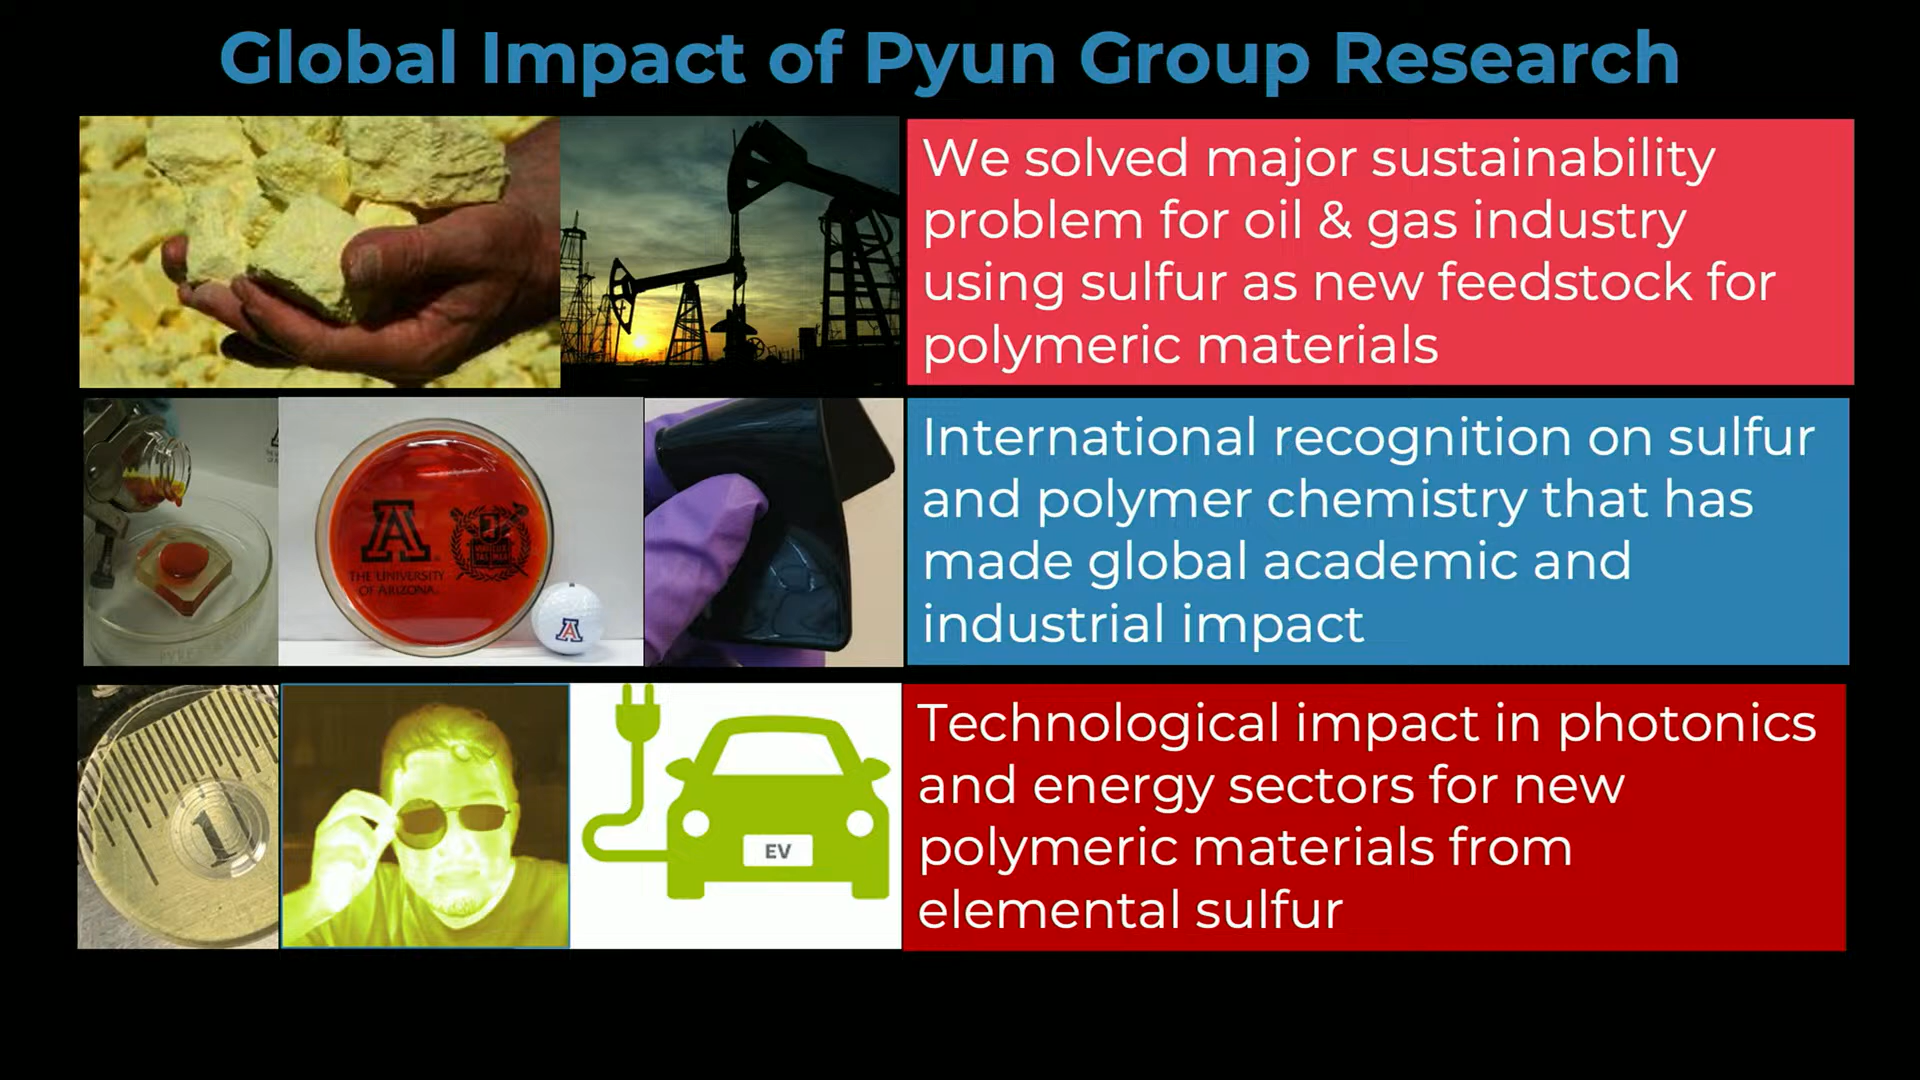 Global Impact of Pyun Group Research
We solved major sustainability
problem for oil & gas industry
using sulfur as new feedstock for
polymeric materials
International recognition on sulfur
and polymer chemistry that has
made global academic and
industrial impact
A
THE UNIVERSITY
OF ARIZONA
A
Technological impact in photonics
and energy sectors for new
polymeric materials from
elemental sulfur
1
EV